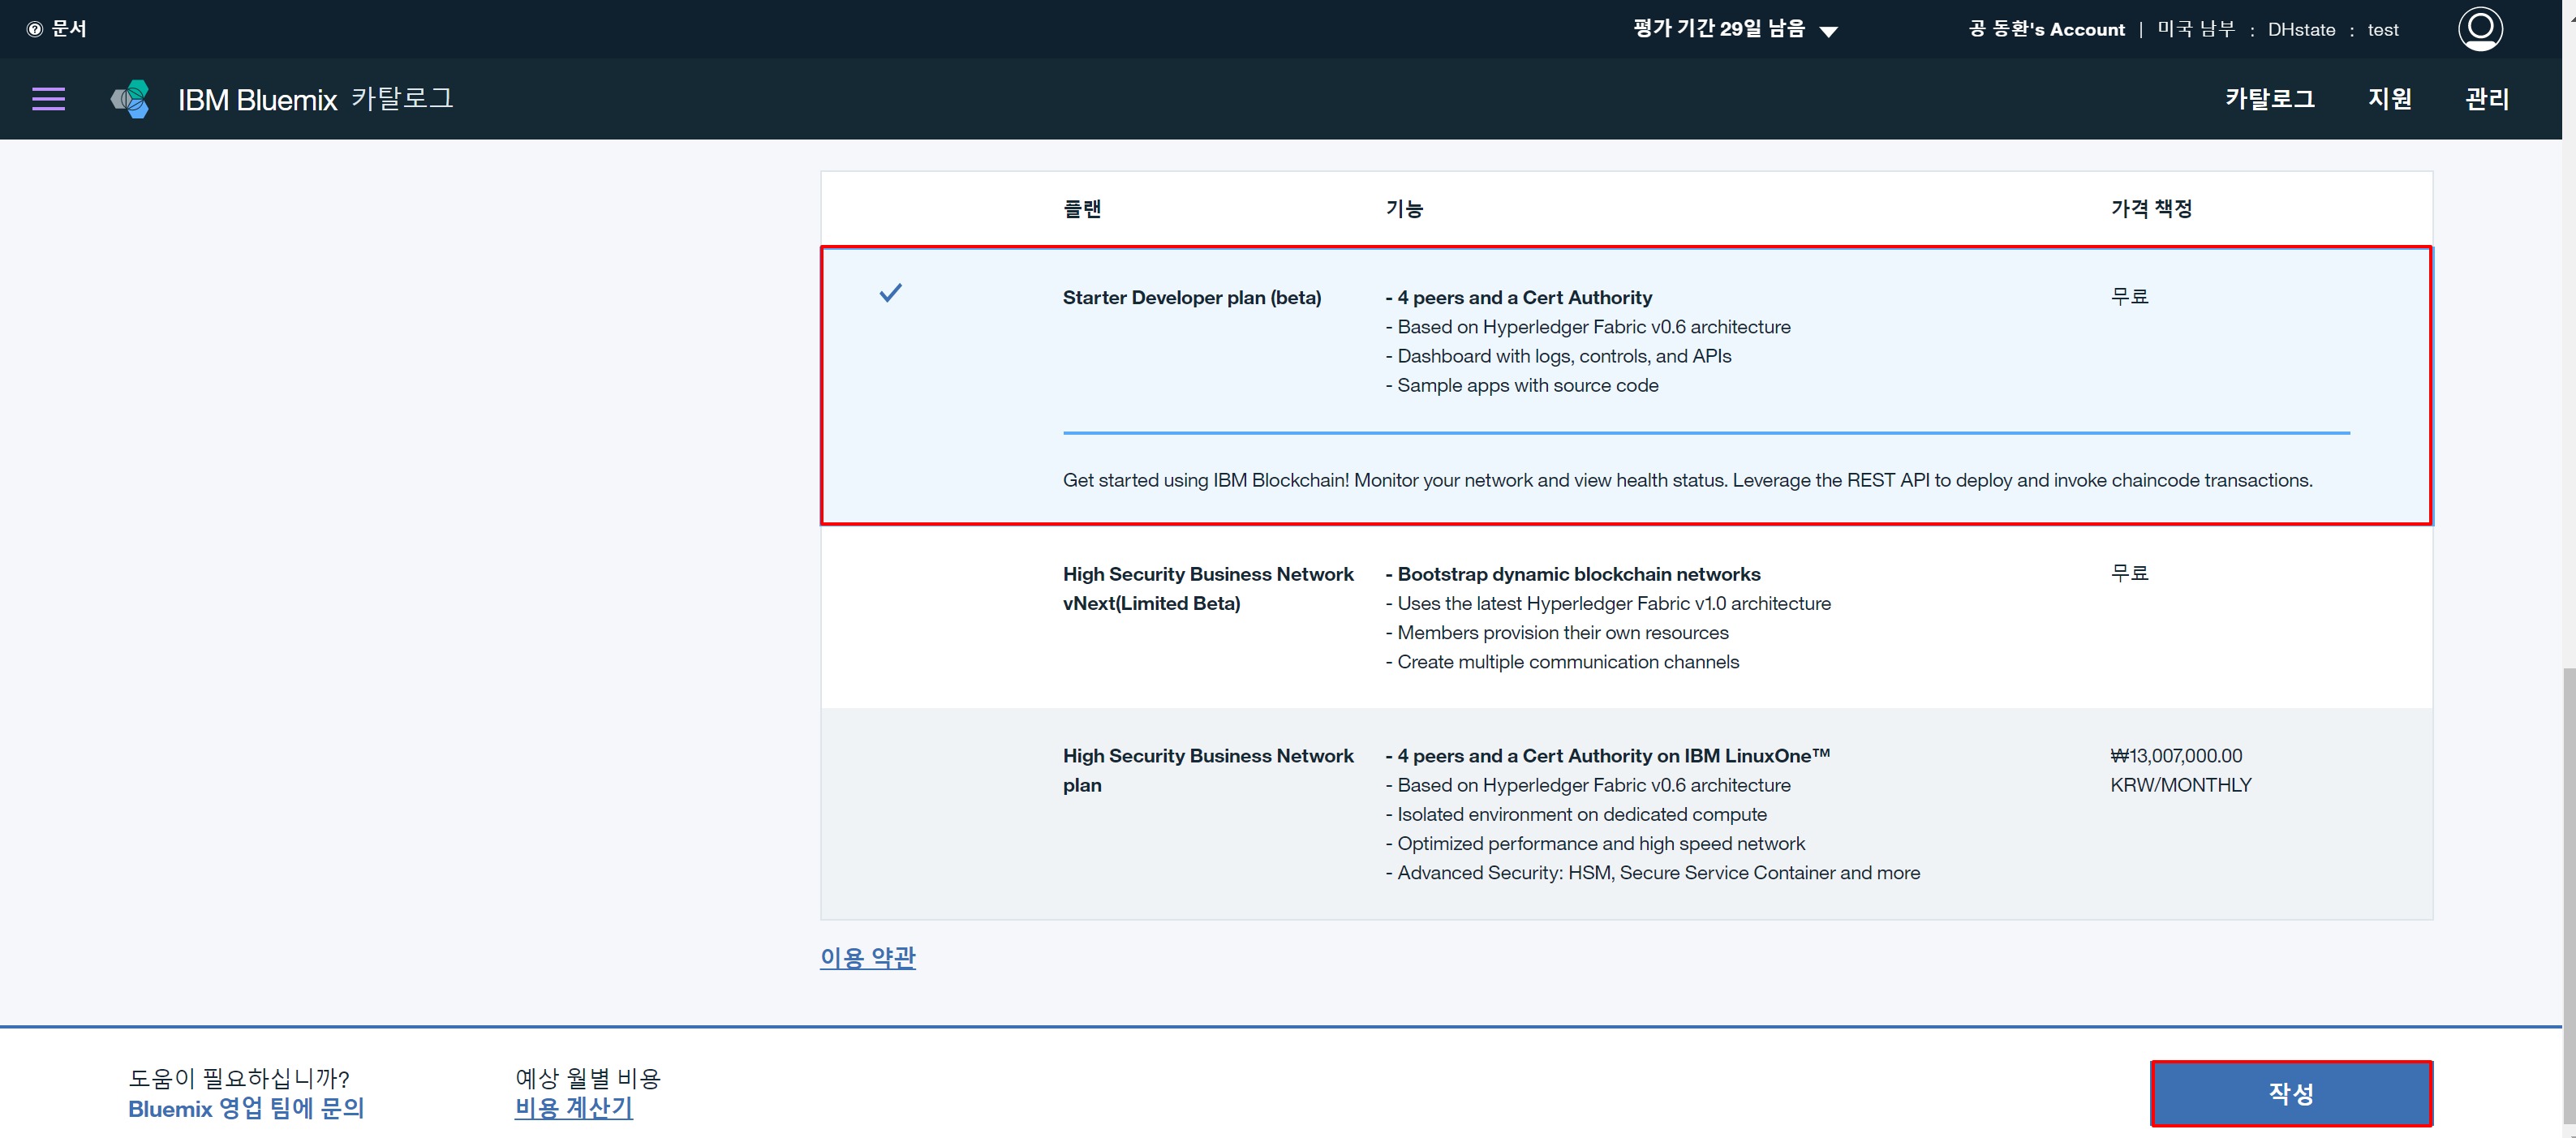 문서
평가 기간 29일 남음
공 동환's Account | 미국 남부 : DHstate : test
IBM Bluemix 카탈로그
카탈로그 지원 관리
플랜 기능 가격 책정
Starter Developer plan (beta)
- 4 peers and a Cert Authority
- Based on Hyperledger Fabric v0.6 architecture
- Dashboard with logs, controls, and APIs
- Sample apps with source code
무료
Get started using IBM Blockchain! Monitor your network and view health status. Leverage the REST API to deploy and invoke chaincode transactions.
High Security Business Network
vNext(Limited Beta)
- Bootstrap dynamic blockchain networks
- Uses the latest Hyperledger Fabric v1.0 architecture
- Members provision their own resources
- Create multiple communication channels
무료
High Security Business Network
plan
- 4 peers and a Cert Authority on IBM LinuxOne™
- Based on Hyperledger Fabric v0.6 architecture
- Isolated environment on dedicated compute
- Optimized performance and high speed network
- Advanced Security: HSM, Secure Service Container and more
₩13,007,000.00
KRW/MONTHLY
이용 약관
도움이 필요하십니까?
Bluemix 영업 팀에 문의
예상 월별 비용
비용 계산기
작성